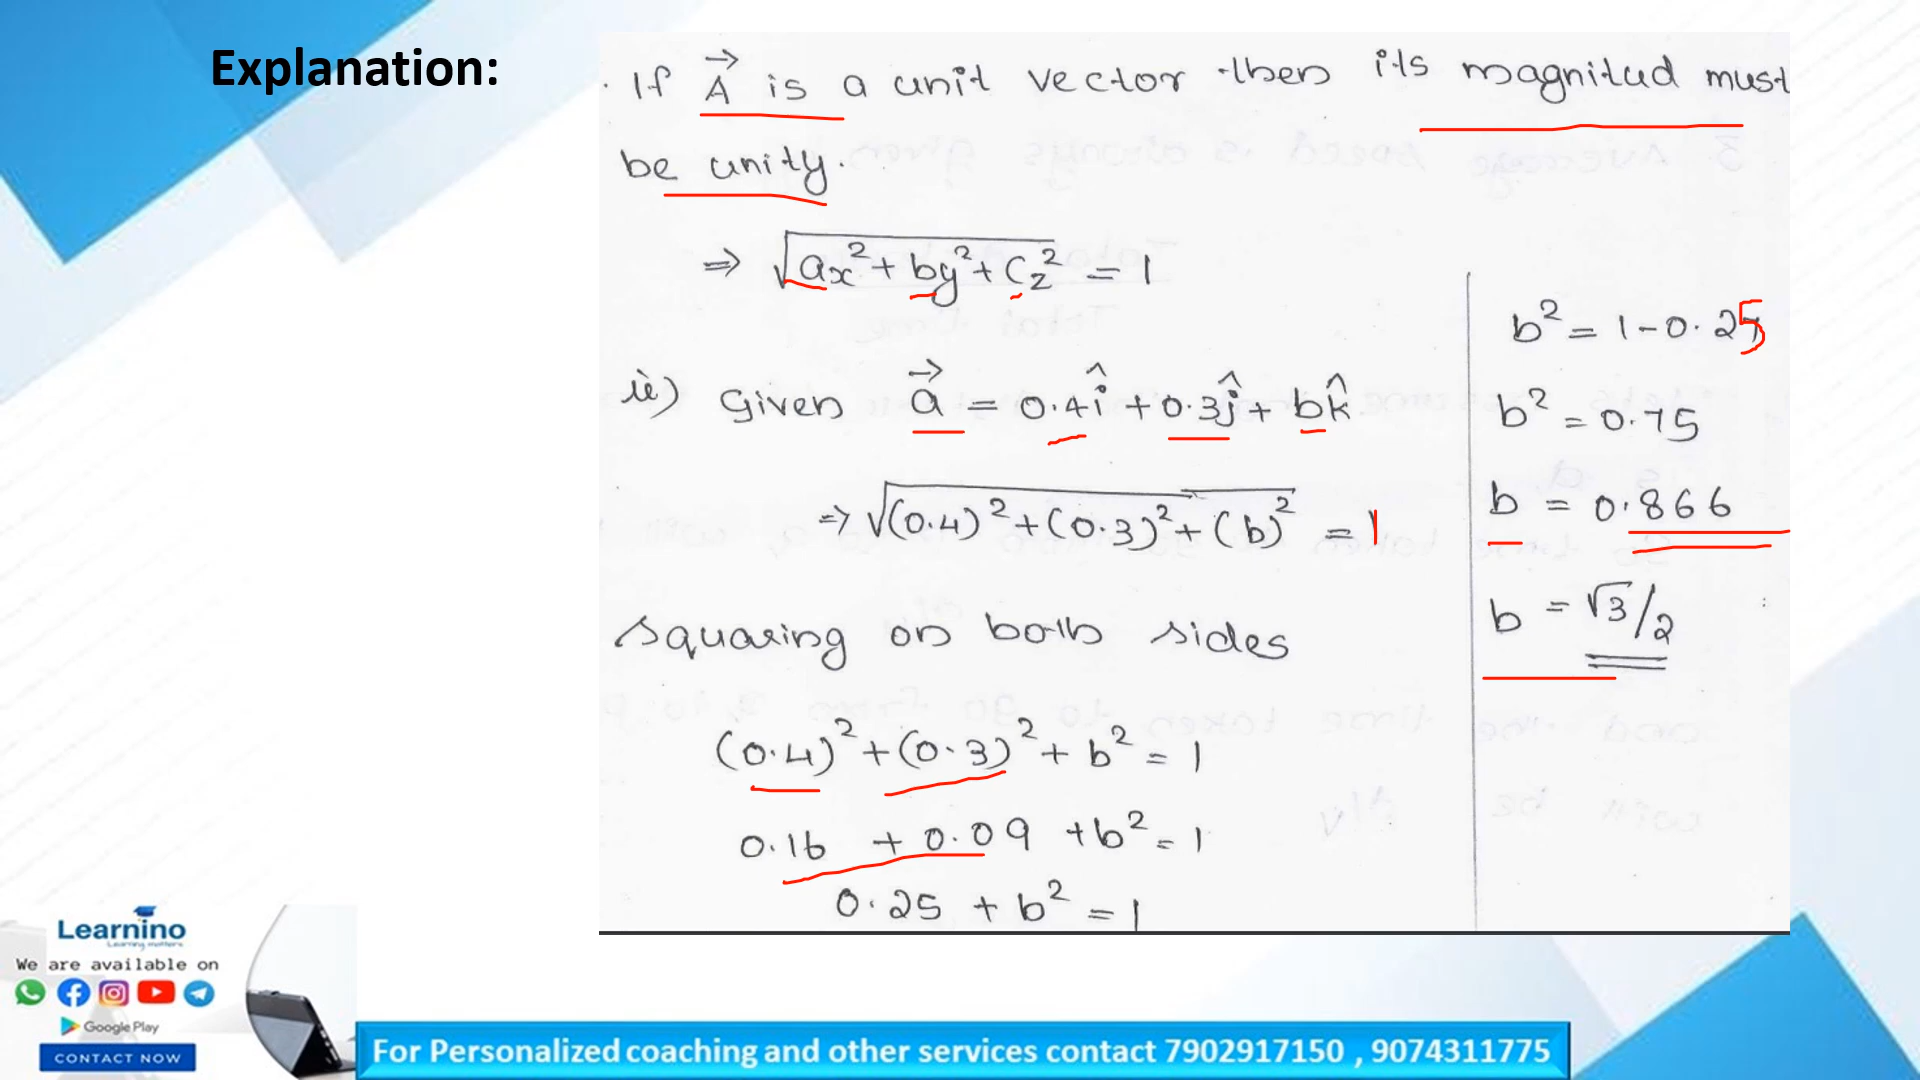 Explanation:
. If A⃗ is a unit vector then its magnitud must
be unity.
⇒ √ax² + by² + Cz² = 1
ii) Given a⃗ = 0.4î + 0.3ĵ + bk̂
⇒ √(0.4)² + (0.3)² + (b)² = 1
Squaring on both sides
(0.4)² + (0.3)² + b² = 1
0.16 + 0.09 + b² = 1
0.25 + b² = 1
b² = 1 - 0.25
b² = 0.75
b = 0.866
b = √3/2
Learnino
Learning matters
We are available on
Google Play
CONTACT NOW
For Personalized coaching and other services contact 7902917150 , 9074311775